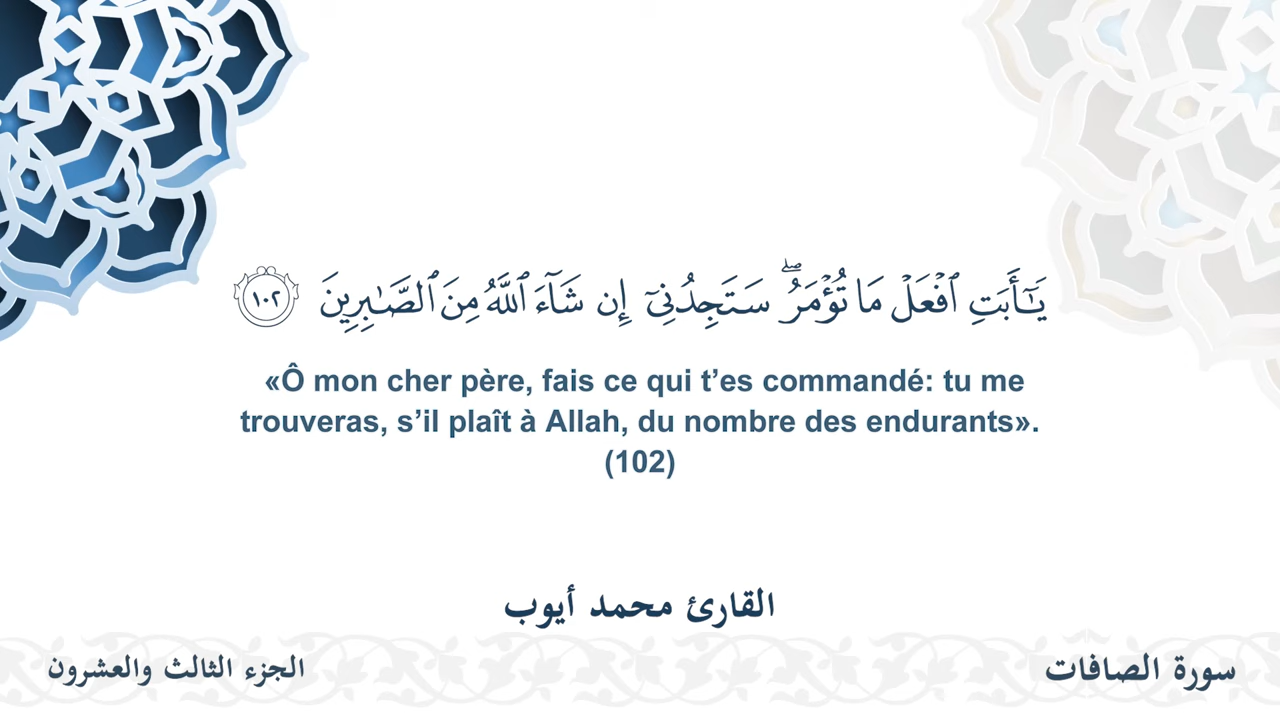 يَـٰٓأَبَتِ ٱفۡعَلۡ مَا تُؤۡمَرُۖ سَتَجِدُنِيٓ إِن شَآءَ ٱللَّهُ مِنَ ٱلصَّـٰبِرِينَ ١٠٢
«Ô mon cher père, fais ce qui t’es commandé: tu me
trouveras, s’il plaît à Allah, du nombre des endurants».
(102)
القارئ محمد أيوب
سورة الصافات
الجزء الثالث والعشرون